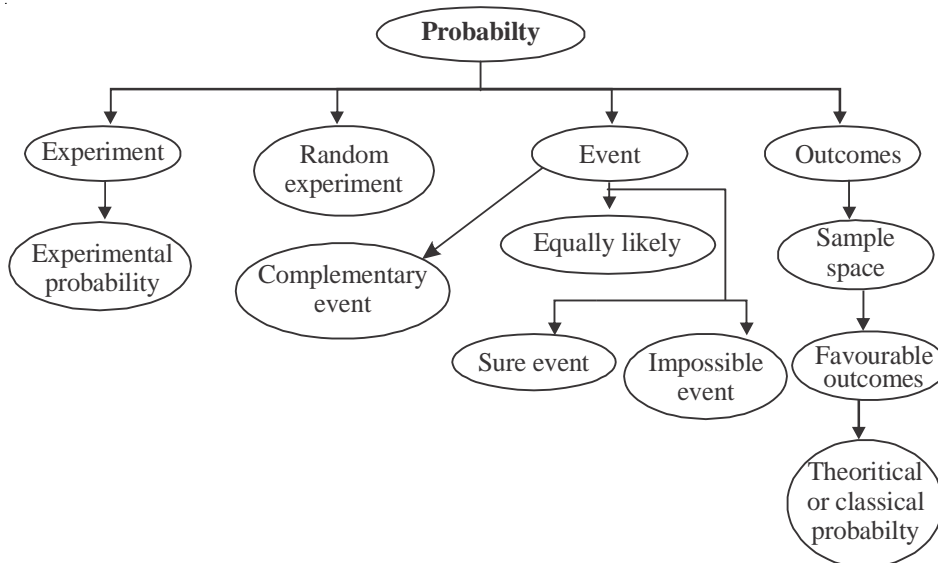 Probabilty
Experiment
Random
experiment
Event
Outcomes
Experimental
probability
Complementary
event
Equally likely
Sample
space
Sure event
Impossible
event
Favourable
outcomes
Theoritical
or classical
probabilty